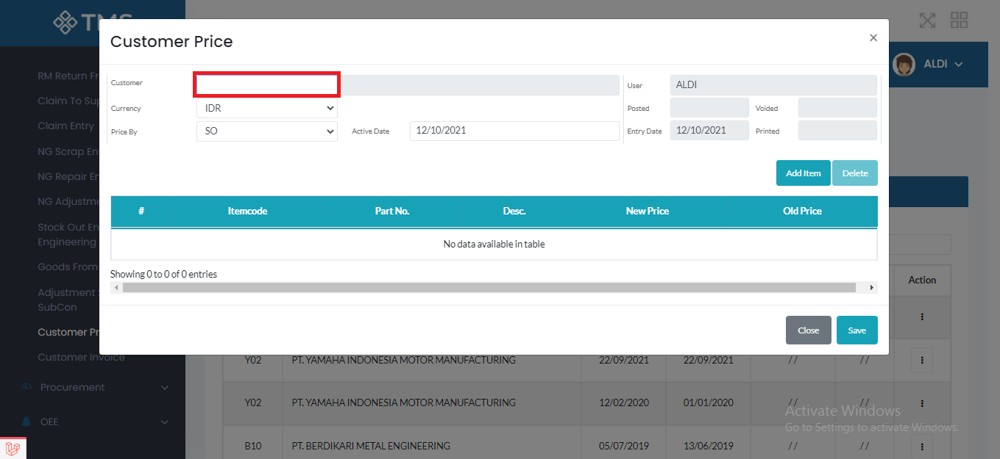 Customer Price
×
Customer
Currency
IDR
Price By
SO
Active Date
12/10/2021
User
ALDI
Posted
Voided
Entry Date
12/10/2021
Printed
Add Item
Delete
# Itemcode Part No. Desc. New Price Old Price
No data available in table
Showing 0 to 0 of 0 entries
Close
Save
ALDI
RM Return Fr
Claim To Sup
Claim Entry
NG Scrap En
NG Repair En
NG Adjustme
Stock Out En
Engineering
Goods From
Adjustment S
SubCon
Customer Pr
Customer Invoice
Procurement
OEE
Action
Y02 PT. YAMAHA INDONESIA MOTOR MANUFACTURING 22/09/2021 22/09/2021 / / / /
Y02 PT. YAMAHA INDONESIA MOTOR MANUFACTURING 12/02/2020 01/01/2020 / / / /
B10 PT. BERDIKARI METAL ENGINEERING 05/07/2019 13/06/2019 / / / /
Activate Windows
Go to Settings to activate Windows.